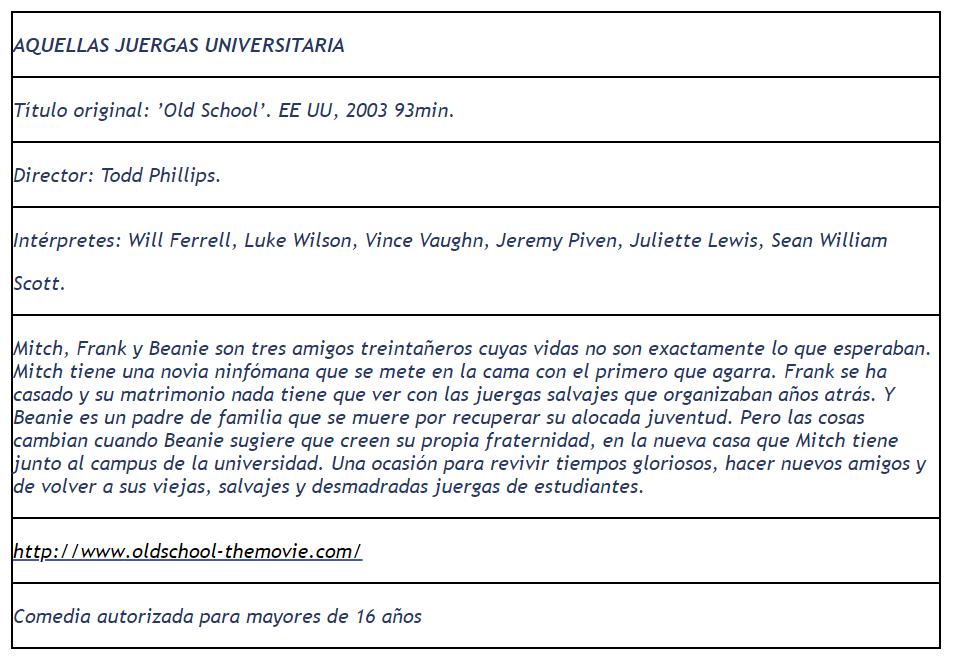 AQUELLAS JUERGAS UNIVERSITARIA
Título original: ’Old School’. EE UU, 2003 93min.
Director: Todd Phillips.
Intérpretes: Will Ferrell, Luke Wilson, Vince Vaughn, Jeremy Piven, Juliette Lewis, Sean William
Scott.
Mitch, Frank y Beanie son tres amigos treintañeros cuyas vidas no son exactamente lo que esperaban.
Mitch tiene una novia ninfómana que se mete en la cama con el primero que agarra. Frank se ha
casado y su matrimonio nada tiene que ver con las juergas salvajes que organizaban años atrás. Y
Beanie es un padre de familia que se muere por recuperar su alocada juventud. Pero las cosas
cambian cuando Beanie sugiere que creen su propia fraternidad, en la nueva casa que Mitch tiene
junto al campus de la universidad. Una ocasión para revivir tiempos gloriosos, hacer nuevos amigos y
de volver a sus viejas, salvajes y desmadradas juergas de estudiantes.
http://www.oldschool-themovie.com/
Comedia autorizada para mayores de 16 años